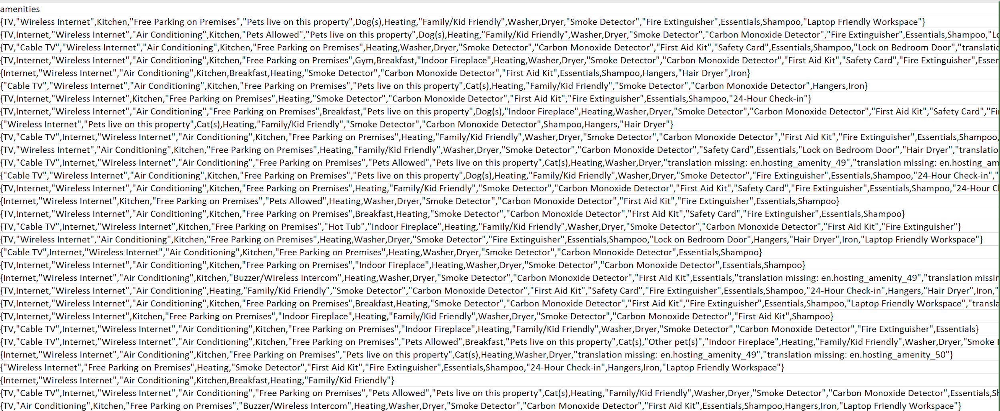 amenities
{TV,"Wireless Internet",Kitchen,"Free Parking on Premises","Pets live on this property",Dog(s),Heating,"Family/Kid Friendly",Washer,Dryer,"Smoke Detector","Fire Extinguisher",Essentials,Shampoo,"Laptop Friendly Workspace"}
{TV,Internet,"Wireless Internet","Air Conditioning",Kitchen,"Pets Allowed","Pets live on this property",Dog(s),Heating,"Family/Kid Friendly",Washer,Dryer,"Smoke Detector","Carbon Monoxide Detector","Fire Extinguisher",Essentials,Shampoo,"Lo
{TV,"Cable TV","Wireless Internet","Air Conditioning",Kitchen,"Free Parking on Premises",Heating,Washer,Dryer,"Smoke Detector","Carbon Monoxide Detector","First Aid Kit","Safety Card",Essentials,Shampoo,"Lock on Bedroom Door","translatio
{TV,Internet,"Wireless Internet","Air Conditioning",Kitchen,"Free Parking on Premises",Gym,Breakfast,"Indoor Fireplace",Heating,Washer,Dryer,"Smoke Detector","Carbon Monoxide Detector","First Aid Kit","Safety Card","Fire Extinguisher",Essen
{Internet,"Wireless Internet","Air Conditioning",Kitchen,Breakfast,Heating,"Smoke Detector","Carbon Monoxide Detector","First Aid Kit",Essentials,Shampoo,Hangers,"Hair Dryer",Iron}
{"Cable TV","Wireless Internet","Air Conditioning",Kitchen,"Free Parking on Premises","Pets live on this property",Cat(s),Heating,"Family/Kid Friendly","Smoke Detector","Carbon Monoxide Detector",Hangers,Iron}
{TV,Internet,"Wireless Internet",Kitchen,"Free Parking on Premises",Heating,"Smoke Detector","Carbon Monoxide Detector","First Aid Kit","Fire Extinguisher",Essentials,Shampoo,"24-Hour Check-in"}
{TV,Internet,"Wireless Internet","Air Conditioning","Free Parking on Premises",Breakfast,"Pets live on this property",Dog(s),"Indoor Fireplace",Heating,Washer,Dryer,"Smoke Detector","Carbon Monoxide Detector","First Aid Kit","Safety Card","Fi
{"Wireless Internet","Pets live on this property",Cat(s),Heating,"Family/Kid Friendly","Smoke Detector","Carbon Monoxide Detector",Shampoo,Hangers,"Hair Dryer"}
{TV,"Cable TV",Internet,"Wireless Internet","Air Conditioning",Kitchen,"Free Parking on Premises",Heating,"Family/Kid Friendly",Washer,Dryer,"Smoke Detector","Carbon Monoxide Detector","First Aid Kit","Fire Extinguisher",Essentials,Shampoo,
{TV,"Wireless Internet","Air Conditioning",Kitchen,"Free Parking on Premises",Heating,"Family/Kid Friendly",Washer,Dryer,"Smoke Detector","Carbon Monoxide Detector","Safety Card",Essentials,"Lock on Bedroom Door","Hair Dryer","translatio
{TV,"Cable TV",Internet,"Wireless Internet","Air Conditioning","Free Parking on Premises","Pets Allowed","Pets live on this property",Cat(s),Heating,Washer,Dryer,"translation missing: en.hosting_amenity_49","translation missing: en.hosting_am
{"Cable TV","Wireless Internet","Air Conditioning",Kitchen,"Free Parking on Premises","Pets live on this property",Dog(s),Heating,"Family/Kid Friendly",Washer,Dryer,"Smoke Detector","Fire Extinguisher",Essentials,Shampoo,"24-Hour Check-in","
{TV,Internet,"Wireless Internet","Air Conditioning",Kitchen,"Free Parking on Premises",Heating,"Family/Kid Friendly","Smoke Detector","Carbon Monoxide Detector","First Aid Kit","Safety Card","Fire Extinguisher",Essentials,Shampoo,"24-Hour Cl
{Internet,"Wireless Internet",Kitchen,"Free Parking on Premises","Pets Allowed",Heating,Washer,Dryer,"Smoke Detector","Carbon Monoxide Detector","First Aid Kit","Fire Extinguisher",Essentials,Shampoo}
{TV,Internet,"Wireless Internet","Air Conditioning",Kitchen,"Free Parking on Premises",Breakfast,Heating,"Smoke Detector","Carbon Monoxide Detector","First Aid Kit","Safety Card","Fire Extinguisher",Essentials,Shampoo}
{TV,"Cable TV",Internet,"Wireless Internet",Kitchen,"Free Parking on Premises","Hot Tub","Indoor Fireplace",Heating,"Family/Kid Friendly",Washer,Dryer,"Smoke Detector","Carbon Monoxide Detector","First Aid Kit","Fire Extinguisher"}
{TV,"Wireless Internet","Air Conditioning",Kitchen,"Free Parking on Premises",Heating,Washer,Dryer,"Smoke Detector","Fire Extinguisher",Essentials,Shampoo,"Lock on Bedroom Door",Hangers,"Hair Dryer",Iron,"Laptop Friendly Workspace"}
{"Cable TV",Internet,"Wireless Internet","Air Conditioning",Kitchen,"Free Parking on Premises",Heating,Washer,Dryer,"Smoke Detector","Carbon Monoxide Detector",Essentials,Shampoo}
{TV,Internet,"Wireless Internet","Air Conditioning",Kitchen,"Free Parking on Premises","Indoor Fireplace",Heating,Washer,Dryer,"Smoke Detector","Carbon Monoxide Detector",Essentials,Shampoo}
{Internet,"Wireless Internet","Air Conditioning",Kitchen,"Buzzer/Wireless Intercom",Heating,Washer,Dryer,"Smoke Detector","Carbon Monoxide Detector","First Aid Kit",Essentials,"translation missing: en.hosting_amenity_49","translation missin
{TV,Internet,"Wireless Internet","Air Conditioning",Heating,"Family/Kid Friendly","Smoke Detector","Carbon Monoxide Detector","First Aid Kit","Safety Card","Fire Extinguisher",Essentials,Shampoo,"24-Hour Check-in",Hangers,"Hair Dryer",Iron,"
{TV,Internet,"Wireless Internet","Air Conditioning",Kitchen,"Free Parking on Premises",Breakfast,Heating,"Smoke Detector","Carbon Monoxide Detector","First Aid Kit","Fire Extinguisher",Essentials,Shampoo,"Laptop Friendly Workspace","transla
{TV,Internet,"Wireless Internet",Kitchen,"Free Parking on Premises","Indoor Fireplace",Heating,"Family/Kid Friendly",Washer,Dryer,"Smoke Detector","Carbon Monoxide Detector","First Aid Kit",Shampoo}
{TV,"Cable TV",Internet,"Wireless Internet","Air Conditioning",Kitchen,"Free Parking on Premises","Indoor Fireplace",Heating,"Family/Kid Friendly",Washer,Dryer,"Smoke Detector","Carbon Monoxide Detector","Fire Extinguisher",Essentials}
{TV,"Cable TV",Internet,"Wireless Internet","Air Conditioning",Kitchen,"Free Parking on Premises","Pets Allowed",Breakfast,"Pets live on this property",Cat(s),"Other pet(s)","Indoor Fireplace",Heating,"Family/Kid Friendly",Washer,Dryer,"Smoke
{Internet,"Wireless Internet","Air Conditioning",Kitchen,"Free Parking on Premises","Pets live on this property",Cat(s),Heating,Washer,Dryer,"translation missing: en.hosting_amenity_49","translation missing: en.hosting_amenity_50"}
{"Wireless Internet","Free Parking on Premises",Heating,"Smoke Detector","First Aid Kit","Fire Extinguisher",Essentials,Shampoo,"24-Hour Check-in",Hangers,Iron,"Laptop Friendly Workspace"}
{Internet,"Wireless Internet","Air Conditioning",Kitchen,Breakfast,Heating,"Family/Kid Friendly"}
{TV,"Cable TV",Internet,"Wireless Internet","Air Conditioning","Free Parking on Premises","Pets Allowed","Pets live on this property",Cat(s),Heating,"Family/Kid Friendly",Washer,Dryer,"Smoke Detector","Carbon Monoxide Detector",Essentials,Sh
{TV,"Air Conditioning",Kitchen,"Free Parking on Premises","Buzzer/Wireless Intercom",Heating,Washer,Dryer,"Smoke Detector","Carbon Monoxide Detector","First Aid Kit",Essentials,Shampoo,Hangers,Iron,"Laptop Friendly Workspace"}